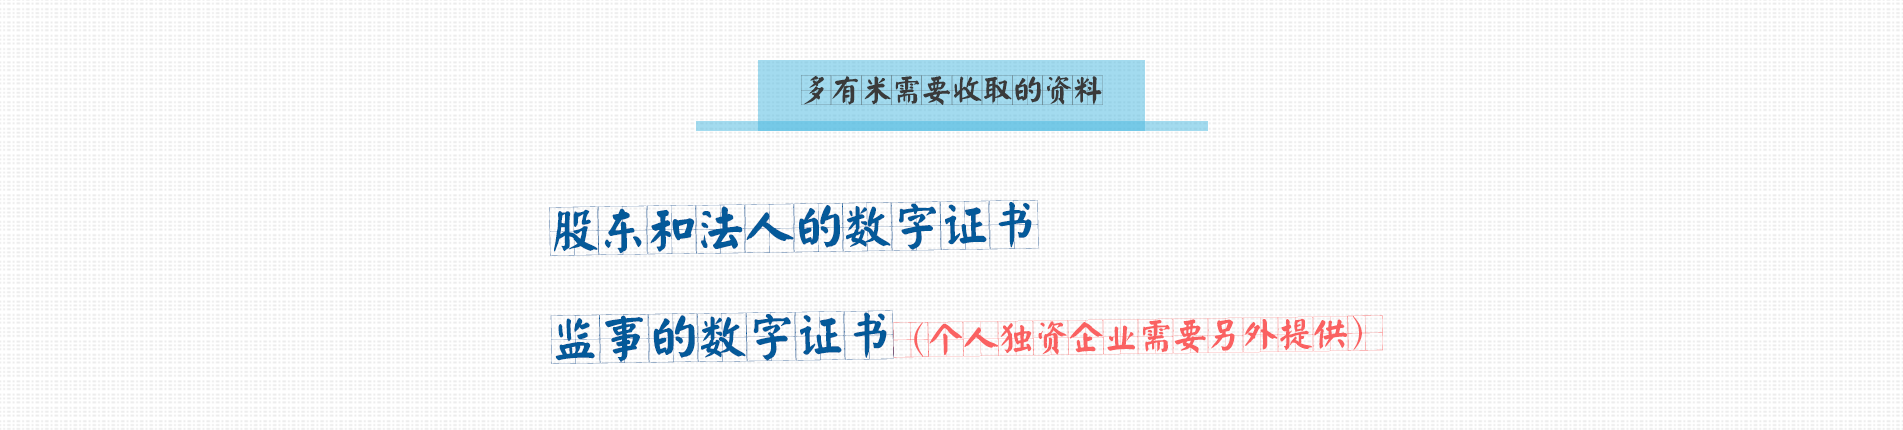 多有米需要收取的资料
股东和法人的数字证书
监事的数字证书（个人独资企业需要另外提供）